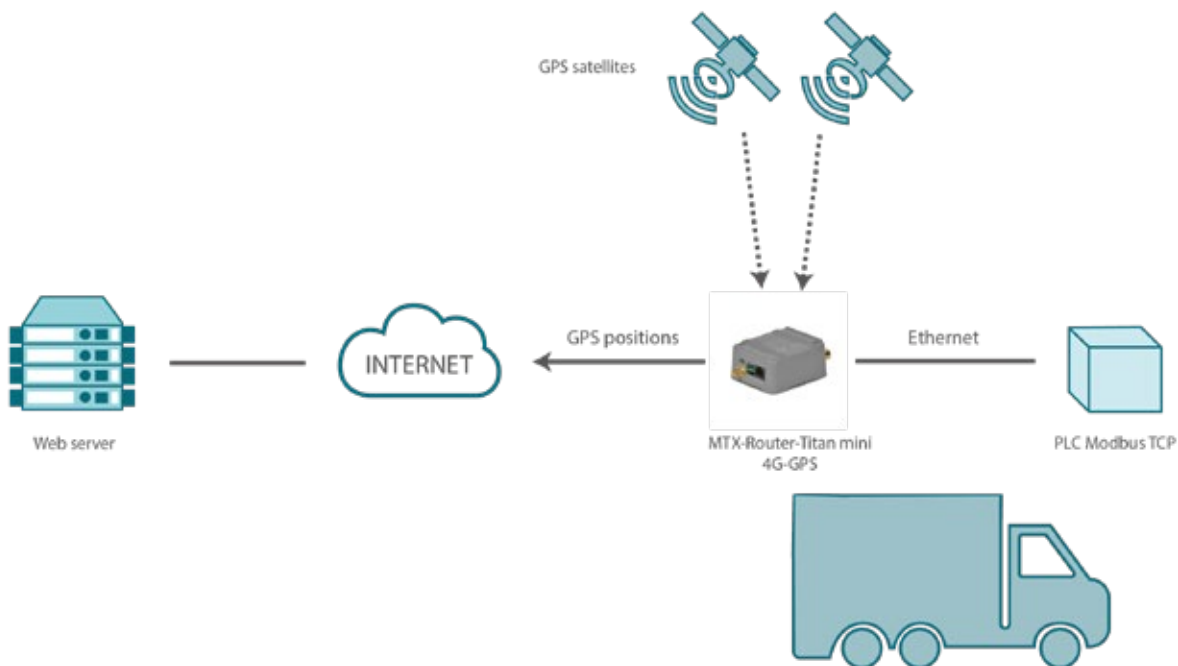 GPS satellites
INTERNET
GPS positions
Ethernet
Web server
MTX-Router-Titan mini
4G-GPS
PLC Modbus TCP